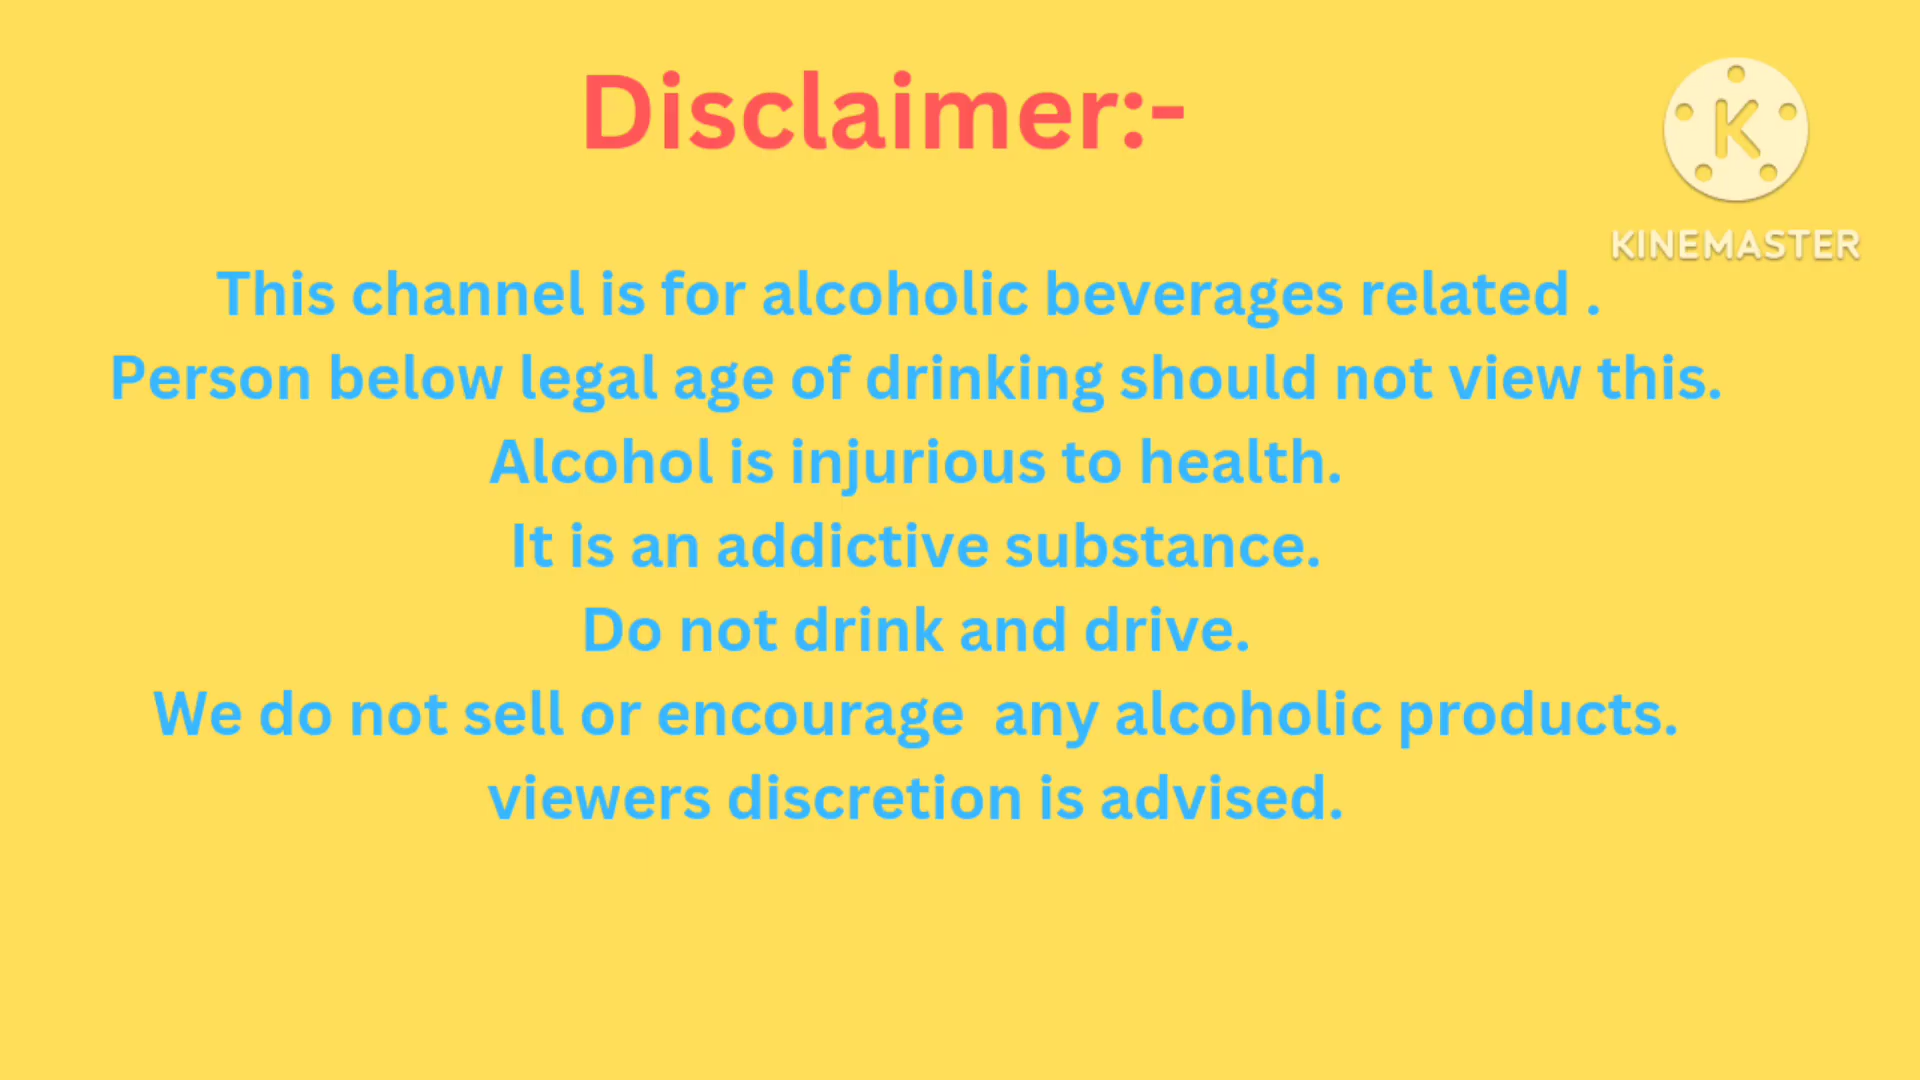 Disclaimer:-
K
KINEMASTER
This channel is for alcoholic beverages related .
Person below legal age of drinking should not view this.
Alcohol is injurious to health.
It is an addictive substance.
Do not drink and drive.
We do not sell or encourage  any alcoholic products.
viewers discretion is advised.